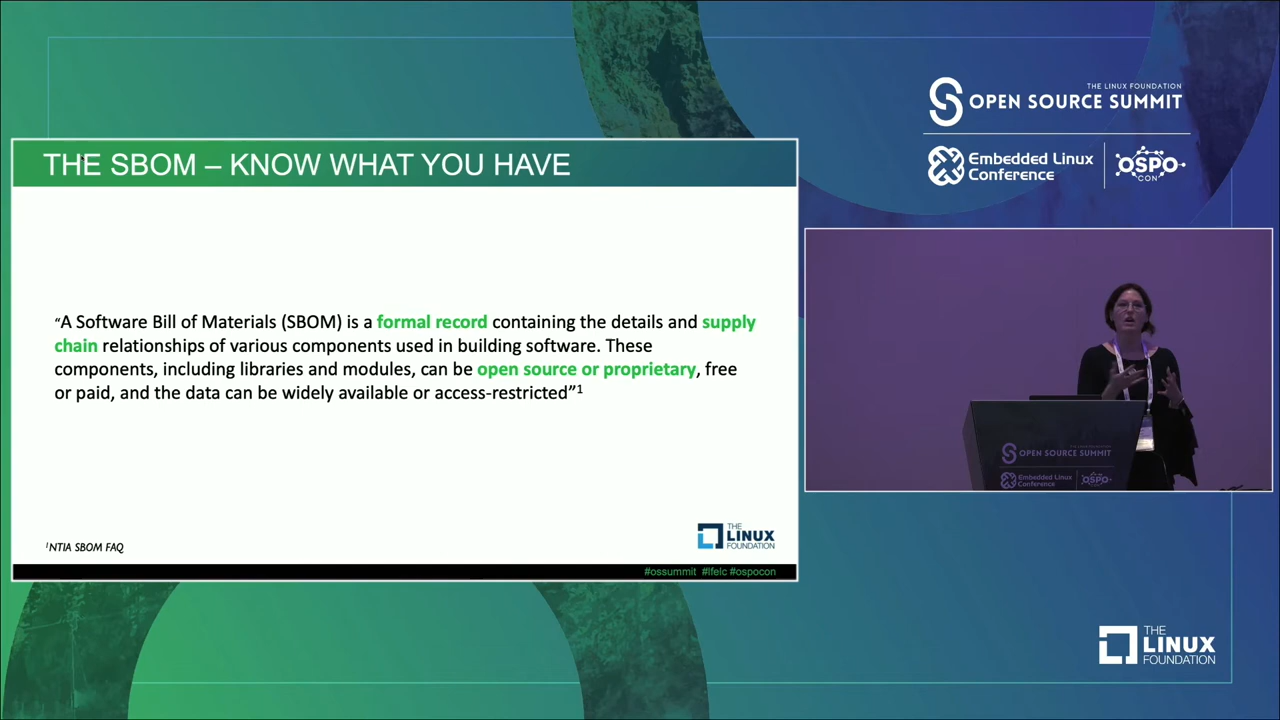 THE LINUX FOUNDATION
OPEN SOURCE SUMMIT
Embedded Linux
Conference
OSPO
CON
THE SBOM – KNOW WHAT YOU HAVE
“A Software Bill of Materials (SBOM) is a formal record containing the details and supply
chain relationships of various components used in building software. These
components, including libraries and modules, can be open source or proprietary, free
or paid, and the data can be widely available or access-restricted”¹
¹NTIA SBOM FAQ
THE
LINUX
FOUNDATION
#ossummit #lfelc #ospocon
OPEN SOURCE SUMMIT
Embedded Linux
Conference
OSPO
THE
LINUX
FOUNDATION